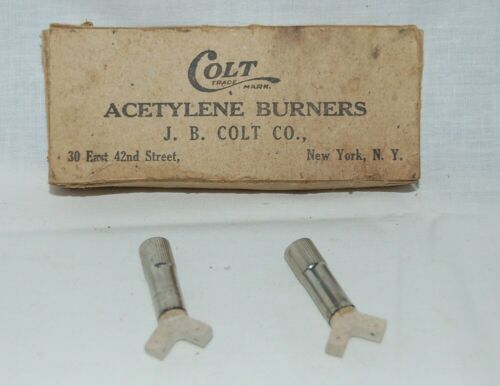 COLT
TRADE MARK.
ACETYLENE BURNERS
J. B. COLT CO.,
30 East 42nd Street, New York, N. Y.